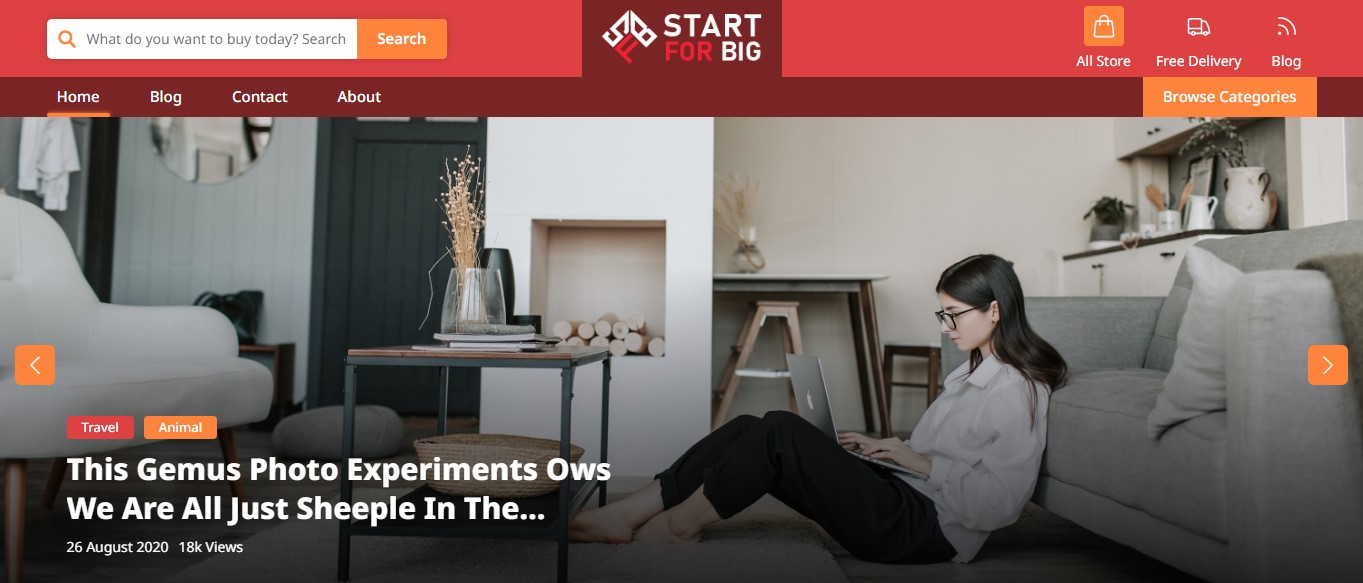 What do you want to buy today? Search
Search
START
FOR BIG
All Store
Free Delivery
Blog
Home
Blog
Contact
About
Browse Categories
Travel
Animal
This Gemus Photo Experiments Ows
We Are All Just Sheeple In The...
26 August 2020
18k Views